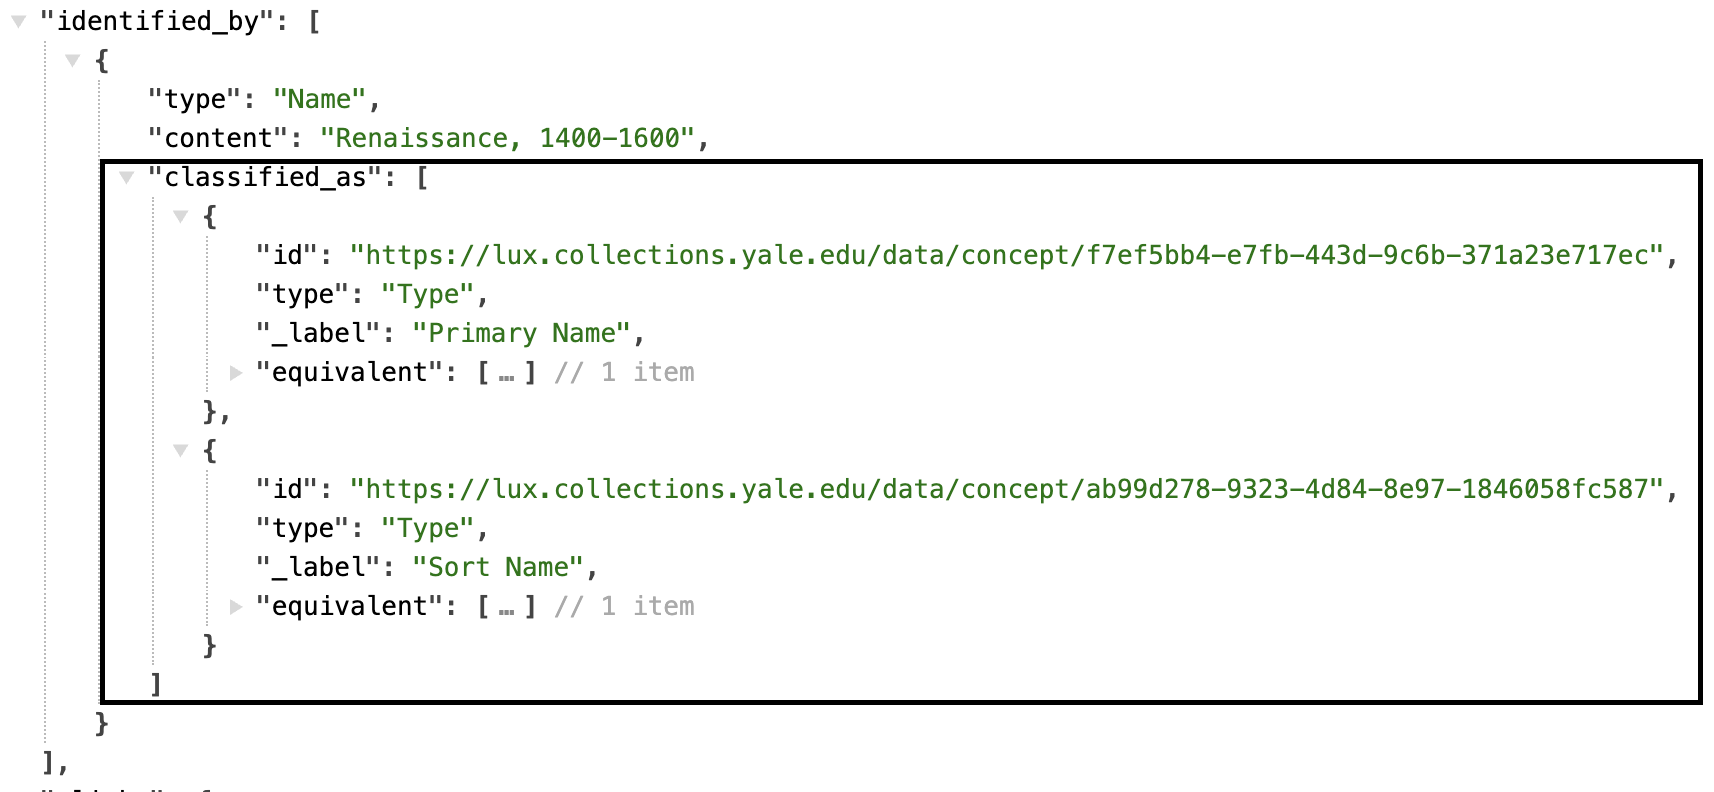 "identified_by": [
{
"type": "Name",
"content": "Renaissance, 1400-1600",
"classified_as": [
{
"id": "https://lux.collections.yale.edu/data/concept/f7ef5bb4-e7fb-443d-9c6b-371a23e717ec",
"type": "Type",
"_label": "Primary Name",
"equivalent": [ … ] // 1 item
},
{
"id": "https://lux.collections.yale.edu/data/concept/ab99d278-9323-4d84-8e97-1846058fc587",
"type": "Type",
"_label": "Sort Name",
"equivalent": [ … ] // 1 item
}
]
}
],